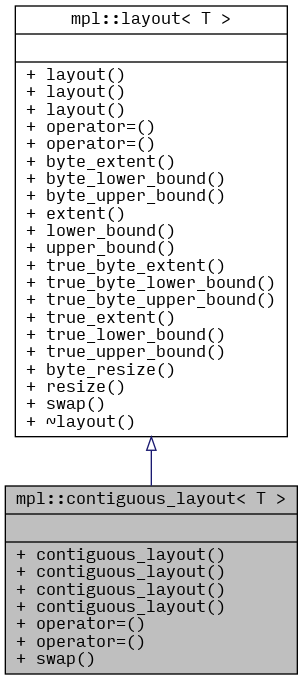 mpl::layout< T >
+ layout()
+ layout()
+ layout()
+ operator=()
+ operator=()
+ byte_extent()
+ byte_lower_bound()
+ byte_upper_bound()
+ extent()
+ lower_bound()
+ upper_bound()
+ true_byte_extent()
+ true_byte_lower_bound()
+ true_byte_upper_bound()
+ true_extent()
+ true_lower_bound()
+ true_upper_bound()
+ byte_resize()
+ resize()
+ swap()
+ ~layout()
mpl::contiguous_layout< T >
+ contiguous_layout()
+ contiguous_layout()
+ contiguous_layout()
+ contiguous_layout()
+ operator=()
+ operator=()
+ swap()